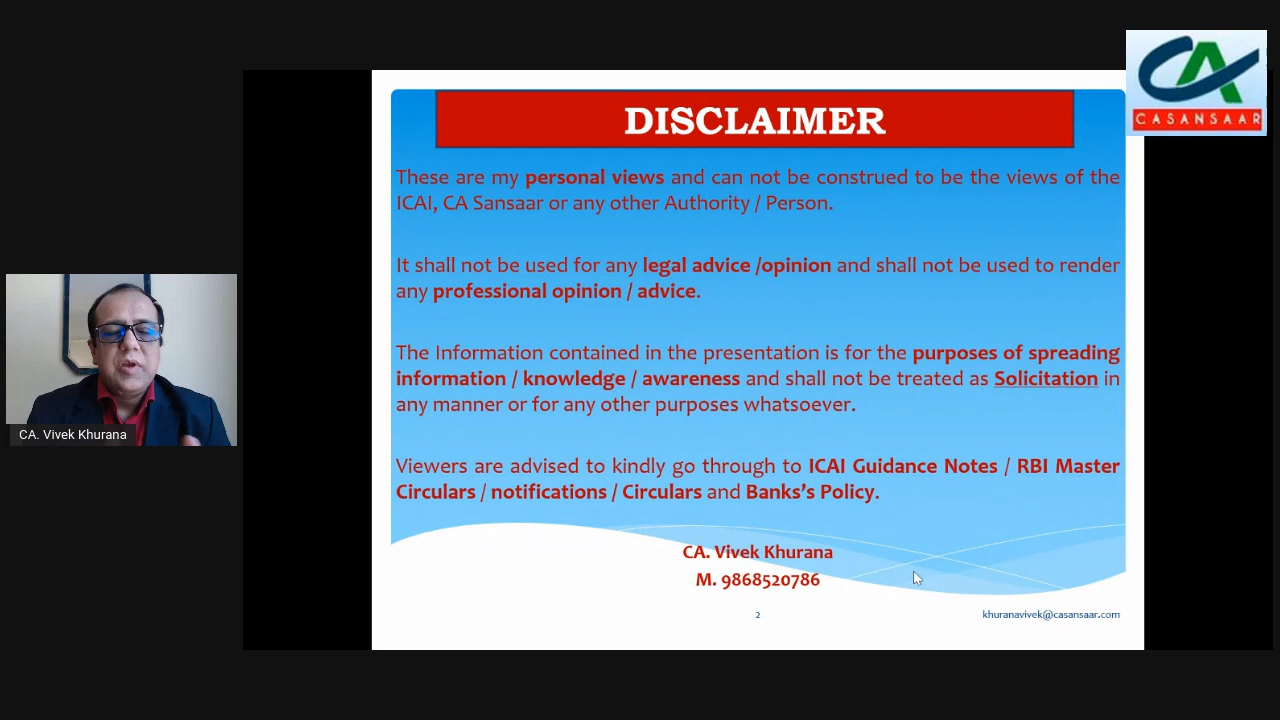 CASANSAAR
DISCLAIMER
These are my personal views and can not be construed to be the views of the
ICAI, CA Sansaar or any other Authority / Person.
It shall not be used for any legal advice /opinion and shall not be used to render
any professional opinion / advice.
The Information contained in the presentation is for the purposes of spreading
information / knowledge / awareness and shall not be treated as Solicitation in
any manner or for any other purposes whatsoever.
Viewers are advised to kindly go through to ICAI Guidance Notes / RBI Master
Circulars / notifications / Circulars and Banks's Policy.
CA. Vivek Khurana
M. 9868520786
2
khuranavivek@casansaar.com
CA. Vivek Khurana